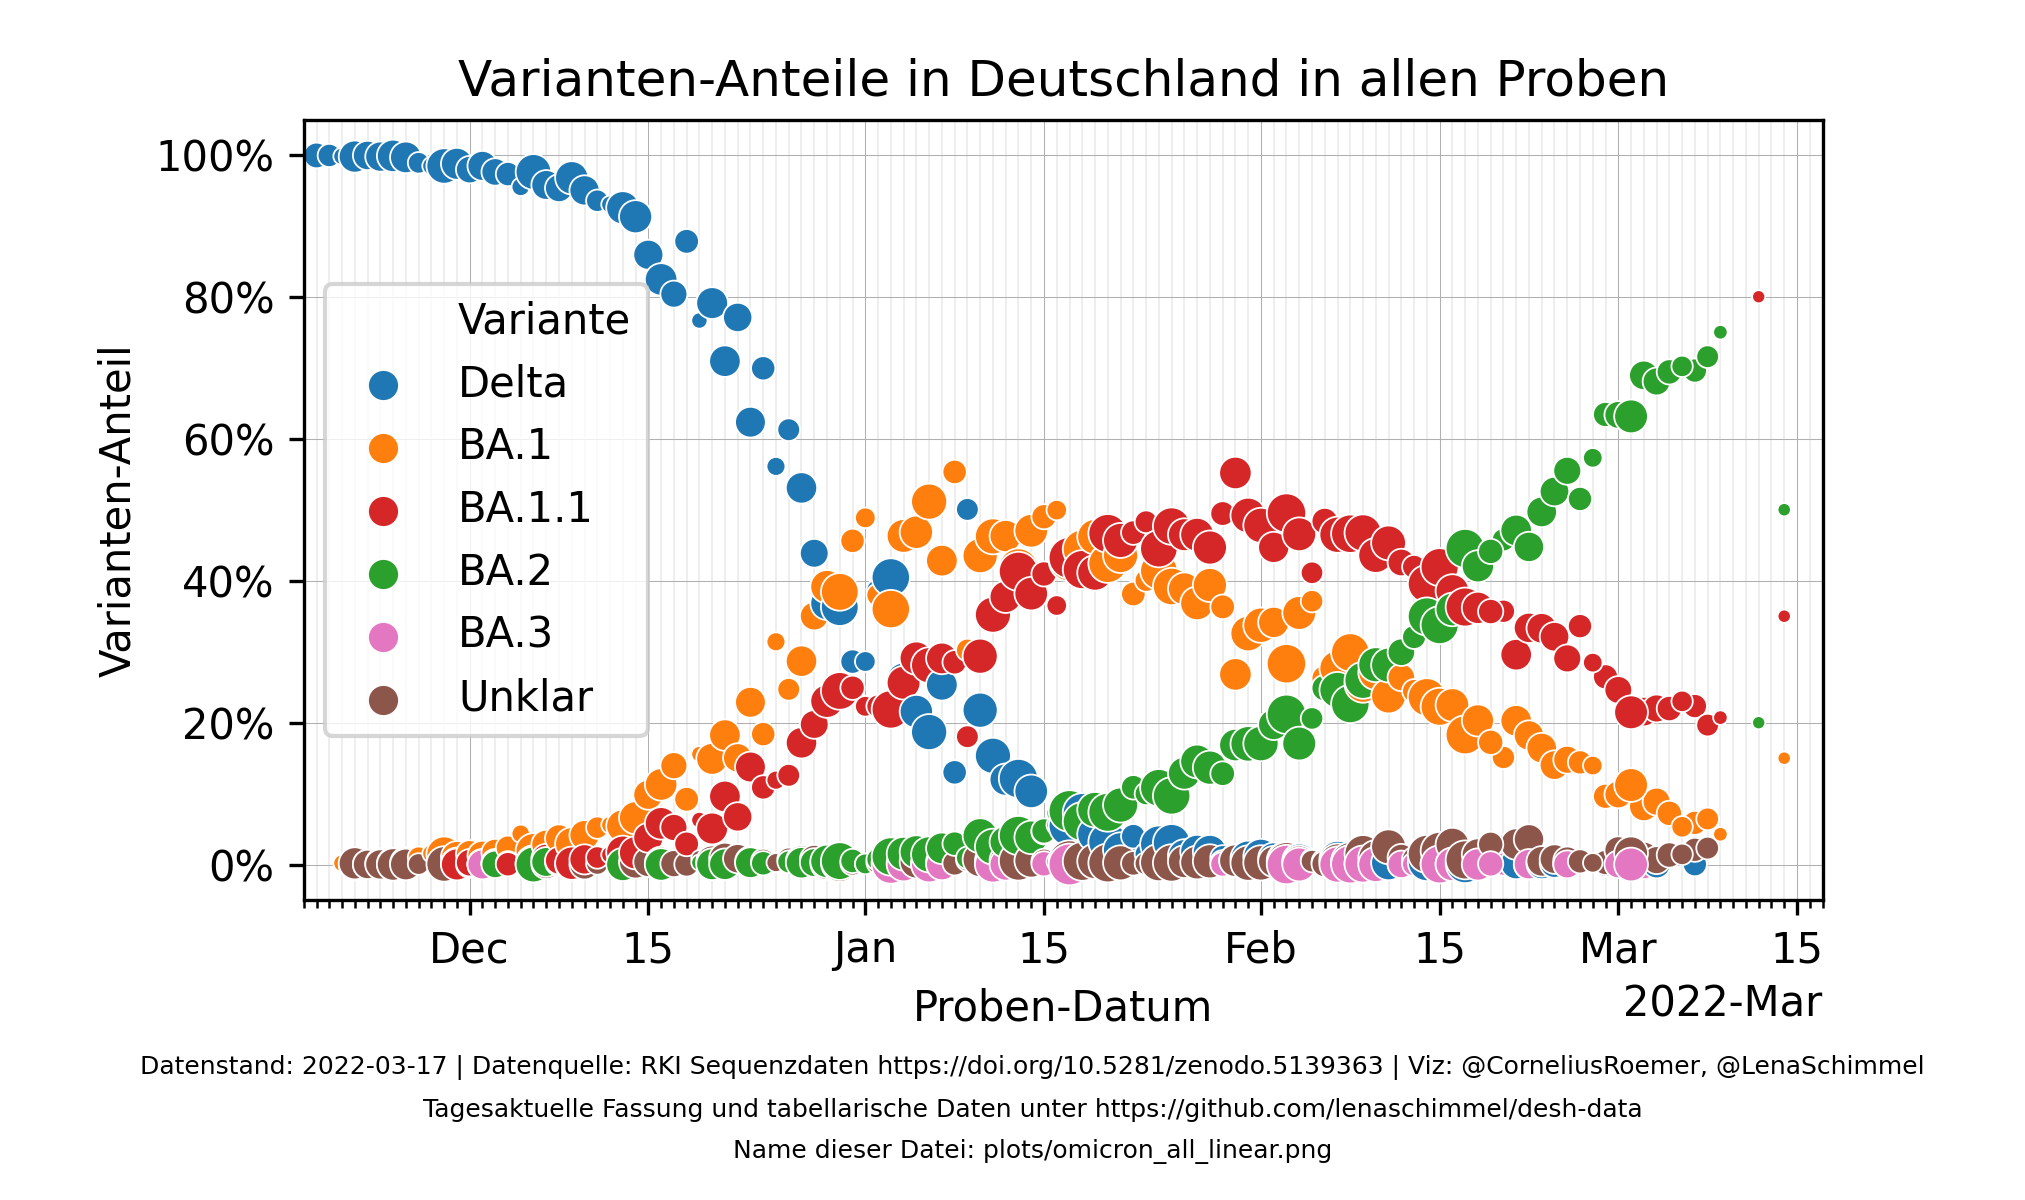 Varianten-Anteile in Deutschland in allen Proben
Varianten-Anteil
100%
80%
60%
40%
20%
0%
Variante
Delta
BA.1
BA.1.1
BA.2
BA.3
Unklar
Dec 15 Jan 15 Feb 15 Mar 15
Proben-Datum
2022-Mar
Datenstand: 2022-03-17 | Datenquelle: RKI Sequenzdaten https://doi.org/10.5281/zenodo.5139363 | Viz: @CorneliusRoemer, @LenaSchimmel
Tagesaktuelle Fassung und tabellarische Daten unter https://github.com/lenaschimmel/desh-data
Name dieser Datei: plots/omicron_all_linear.png